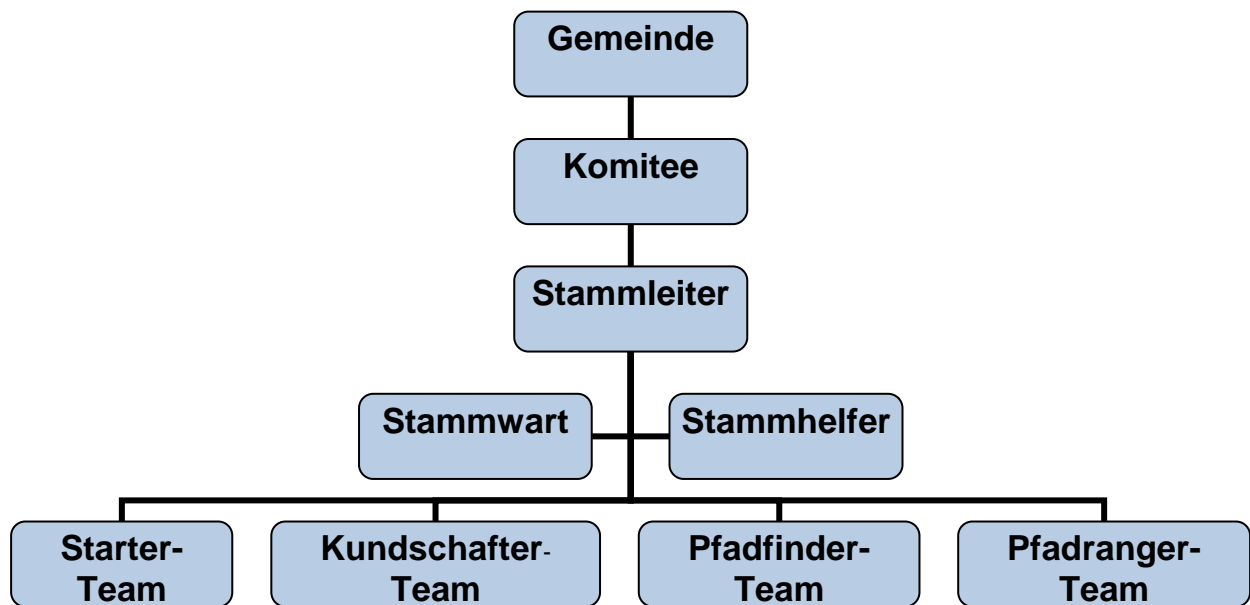 Gemeinde
Komitee
Stammleiter
Stammwart
Stammhelfer
Starter-
Team
Kundschafter-
Team
Pfadfinder-
Team
Pfadranger-
Team